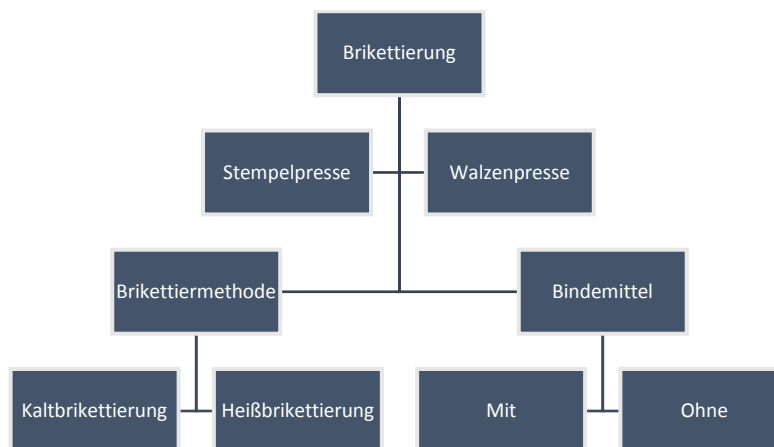 Brikettierung
Stempelpresse
Walzenpresse
Brikettiermethode
Bindemittel
Kaltbrikettierung
Heißbrikettierung
Mit
Ohne